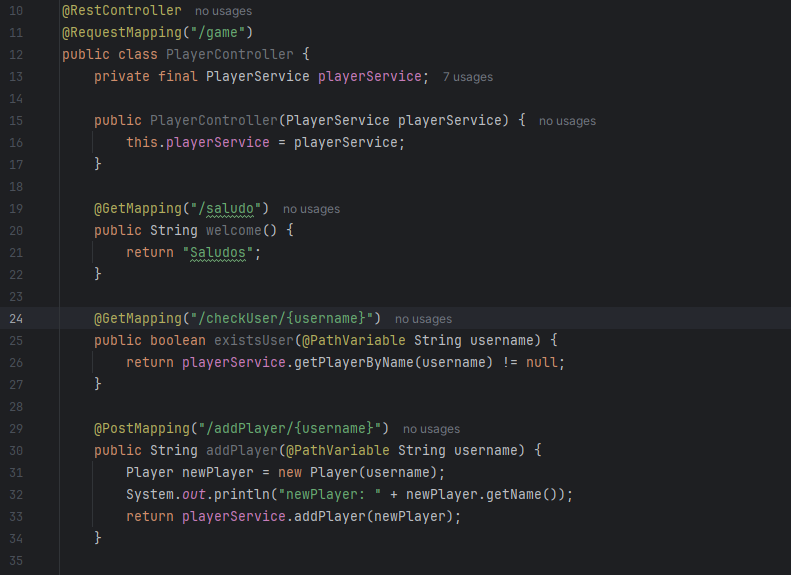 10 @RestController no usages
11 @RequestMapping("/game")
12 public class PlayerController {
13 private final PlayerService playerService; 7 usages
14
15 public PlayerController(PlayerService playerService) { no usages
16 this.playerService = playerService;
17 }
18
19 @GetMapping("/saludo") no usages
20 public String welcome() {
21 return "Saludos";
22 }
23
24 @GetMapping("/checkUser/{username}") no usages
25 public boolean existsUser(@PathVariable String username) {
26 return playerService.getPlayerByName(username) != null;
27 }
28
29 @PostMapping("/addPlayer/{username}") no usages
30 public String addPlayer(@PathVariable String username) {
31 Player newPlayer = new Player(username);
32 System.out.println("newPlayer: " + newPlayer.getName());
33 return playerService.addPlayer(newPlayer);
34 }
35